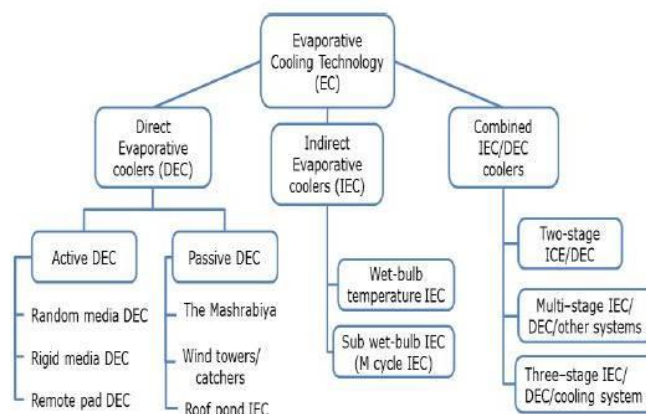 Evaporative
Cooling Technology
(EC)
Direct
Evaporative
coolers (DEC)
Indirect
Evaporative
coolers (IEC)
Combined
IEC/DEC
coolers
Active DEC
Random media DEC
Rigid media DEC
Remote pad DEC
Passive DEC
The Mashrabiya
Wind towers/
catchers
Roof pond IEC
Wet-bulb
temperature IEC
Sub wet-bulb IEC
(M cycle IEC)
Two-stage
ICE/DEC
Multi-stage IEC/
DEC/other systems
Three-stage IEC/
DEC/cooling system